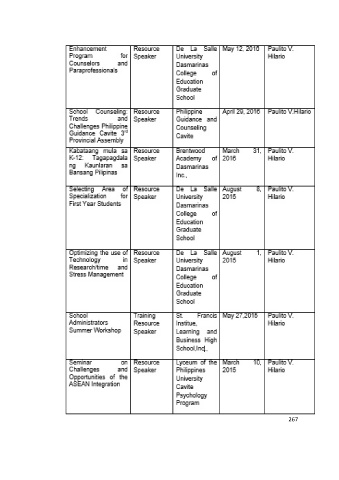 Enhancement
Program for
Counselors and
Paraprofessionals
Resource
Speaker
De La Salle
University
Dasmarinas
College of
Education
Graduate
School
May 12, 2016
Paulito V.
Hilario
School Counseling:
Trends and
Challenges Philippine
Guidance Cavite 3rd
Provincial Assembly
Resource
Speaker
Philippine
Guidance and
Counseling
Cavite
April 29, 2016
Paulito V.Hilario
Kabataang mula sa
K-12: Tagapagdala
ng Kaunlaran sa
Bansang Pilipinas
Resource
Speaker
Brentwood
Academy of
Dasmarinas
Inc.,
March 31,
2016
Paulito V.
Hilario
Selecting Area of
Specialization for
First Year Students
Resource
Speaker
De La Salle
University
Dasmarinas
College of
Education
Graduate
School
August 8,
2015
Paulito V.
Hilario
Optimizing the use of
Technology in
Research/time and
Stress Management
Resource
Speaker
De La Salle
University
Dasmarinas
College of
Education
Graduate
School
August 1,
2015
Paulito V.
Hilario
School
Administrators
Summer Workshop
Training
Resource
Speaker
St. Francis
Institue,
Learning and
Business High
School,Inc[.,
May 27,2015
Paulito V.
Hilario
Seminar on
Challenges and
Opportunities of the
ASEAN Integration
Resource
Speaker
Lyceum of the
Philippines
University
Cavite
Psychology
Program
March 10,
2015
Paulito V.
Hilario
267